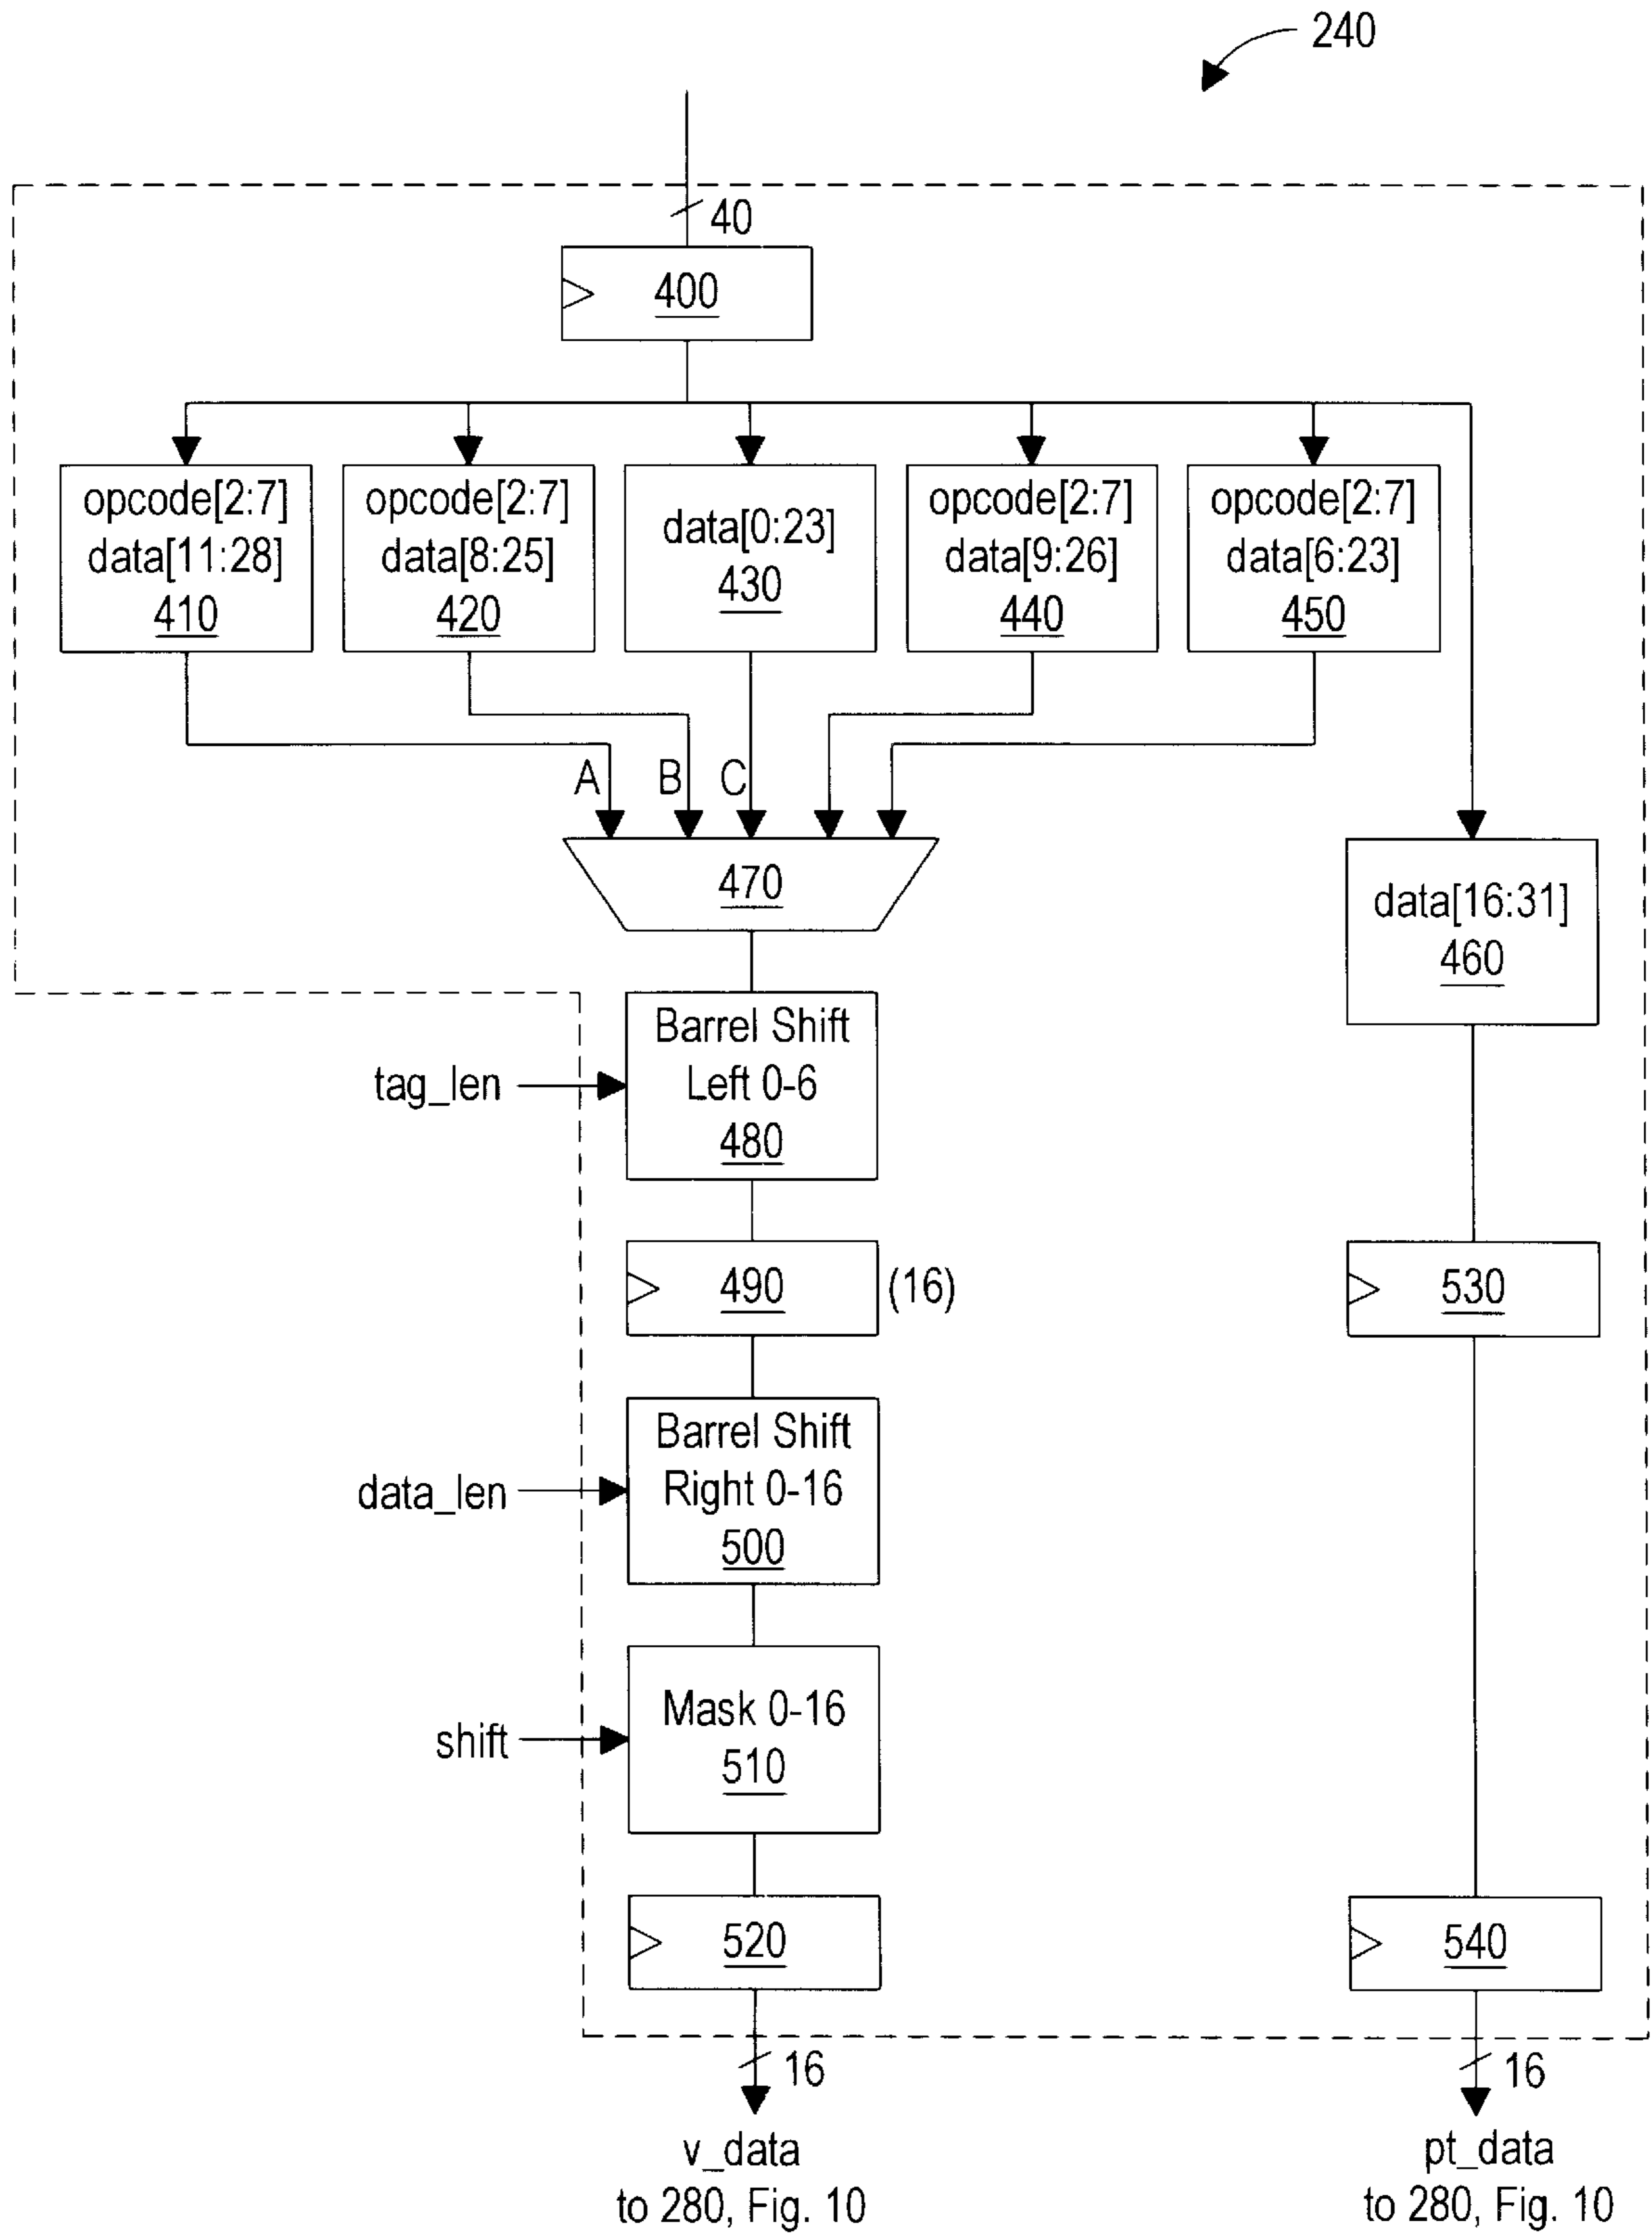 240
40
400
opcode[2:7]
data[11:28]
410
opcode[2:7]
data[8:25]
420
data[0:23]
430
opcode[2:7]
data[9:26]
440
opcode[2:7]
data[6:23]
450
A B C
470
data[16:31]
460
Barrel Shift
Left 0-6
480
tag_len
490 (16)
530
Barrel Shift
Right 0-16
500
data_len
Mask 0-16
510
shift
520
540
16
16
v_data
to 280, Fig. 10
pt_data
to 280, Fig. 10